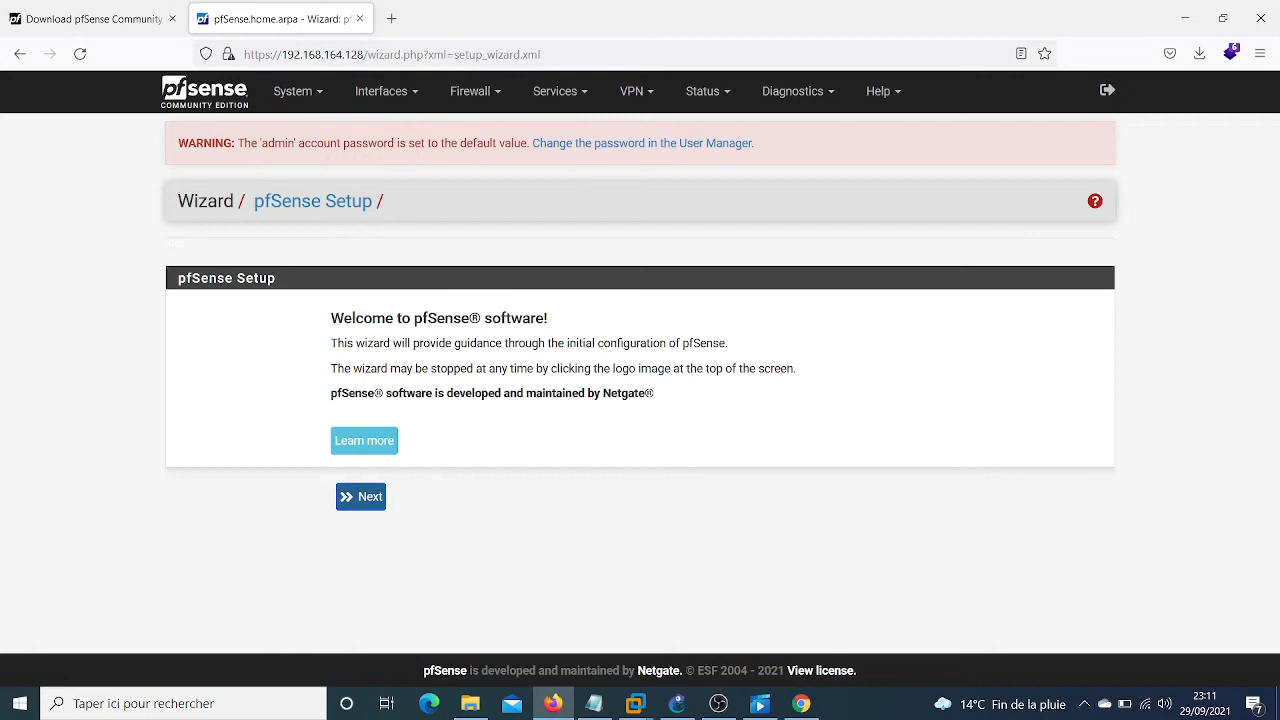 Download pfSense Community
pfSense.home.arpa - Wizard: pf
https://192.168.164.128/wizard.php?xml=setup_wizard.xml
6
pfsense
COMMUNITY EDITION
System
Interfaces
Firewall
Services
VPN
Status
Diagnostics
Help
WARNING: The 'admin' account password is set to the default value. Change the password in the User Manager.
Wizard / pfSense Setup /
?
pfSense Setup
Welcome to pfSense® software!
This wizard will provide guidance through the initial configuration of pfSense.
The wizard may be stopped at any time by clicking the logo image at the top of the screen.
pfSense® software is developed and maintained by Netgate®
Learn more
Next
pfSense is developed and maintained by Netgate. © ESF 2004 - 2021 View license.
Taper ici pour rechercher
14°C Fin de la pluie
23:11
29/09/2021
7